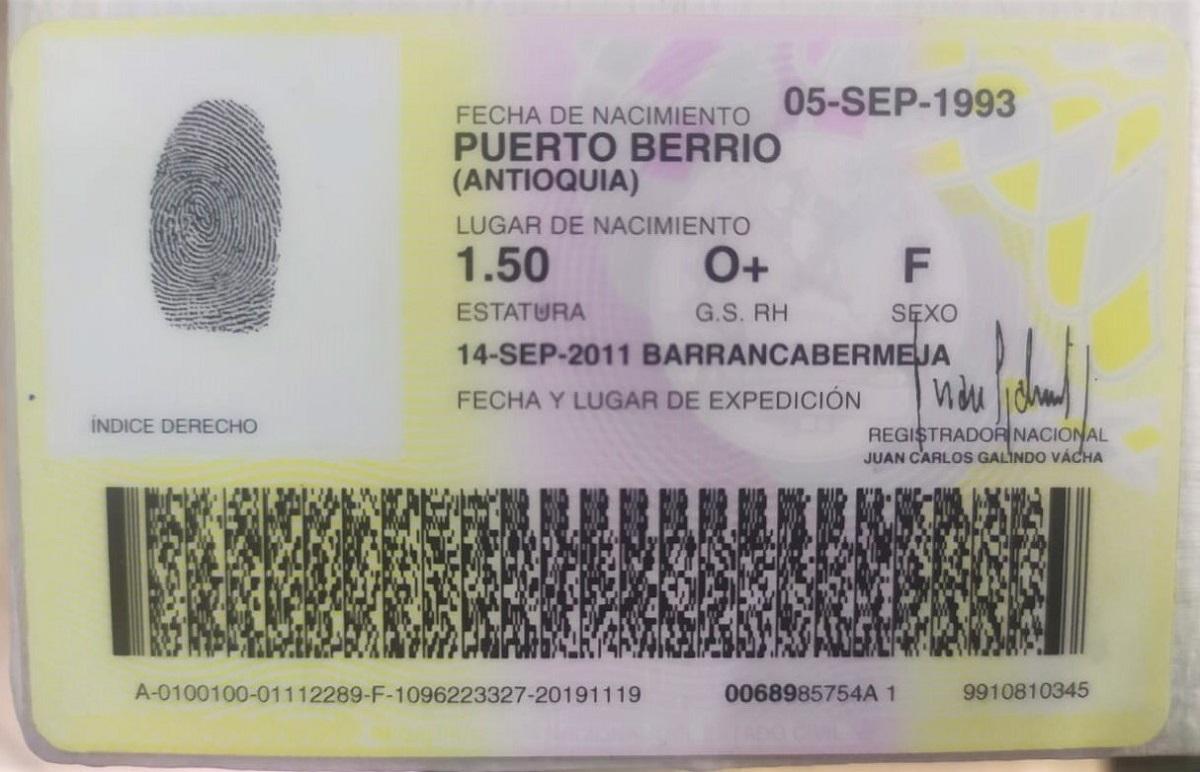 05-SEP-1993
FECHA DE NACIMIENTO
PUERTO BERRIO
(ANTIOQUIA)
LUGAR DE NACIMIENTO
1.50 O+ F
ESTATURA G.S. RH SEXO
14-SEP-2011 BARRANCABERMEJA
FECHA Y LUGAR DE EXPEDICIÓN
REGISTRADOR NACIONAL
JUAN CARLOS GALINDO VÁCHA
ÍNDICE DERECHO
A-0100100-01112289-F-1096223327-20191119 0068985754A 1 9910810345